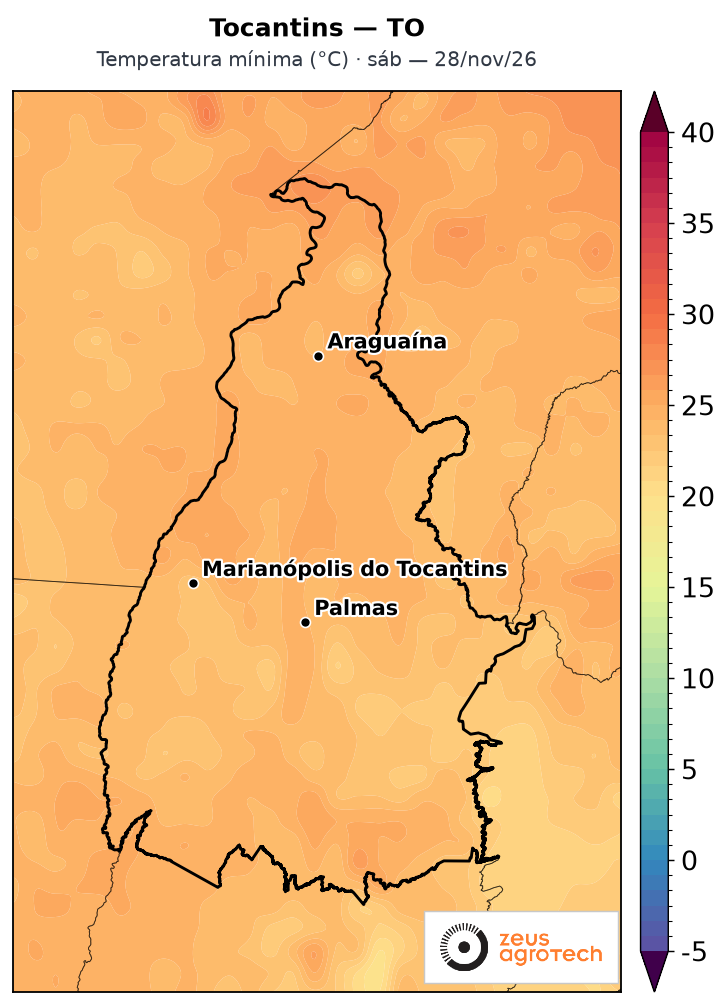 Tocantins — TO
Temperatura mínima (°C) · sáb — 28/nov/26
40
35
30
25
20
15
10
5
0
-5
Araguaína
Marianópolis do Tocantins
Palmas
zeus
agrotech